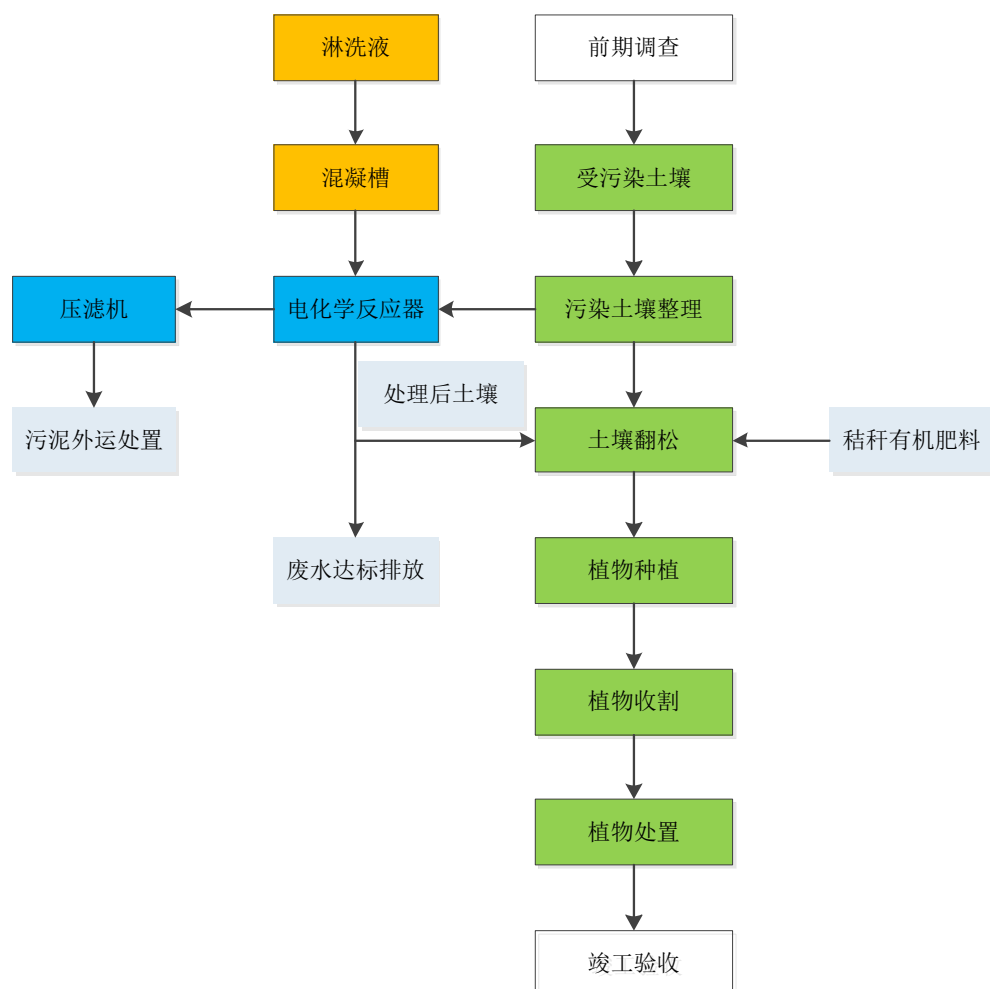 淋洗液
前期调查
混凝槽
受污染土壤
压滤机
电化学反应器
污染土壤整理
处理后土壤
污泥外运处置
土壤翻松
秸秆有机肥料
废水达标排放
植物种植
植物收割
植物处置
竣工验收